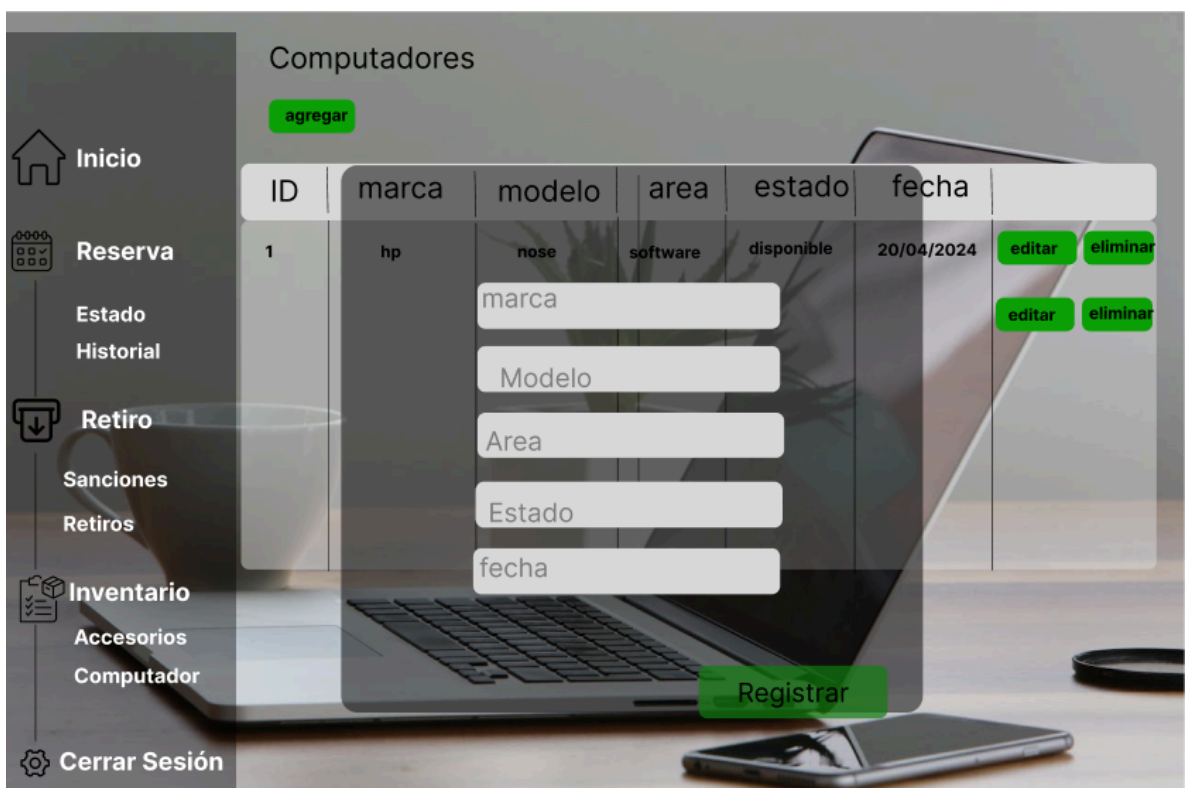 Computadores
agregar
Inicio
Reserva
Estado
Historial
Retiro
Sanciones
Retiros
Inventario
Accesorios
Computador
Cerrar Sesión
ID marca modelo area estado fecha
1 hp nose software disponible 20/04/2024 editar eliminar
editar eliminar
marca
Modelo
Area
Estado
fecha
Registrar